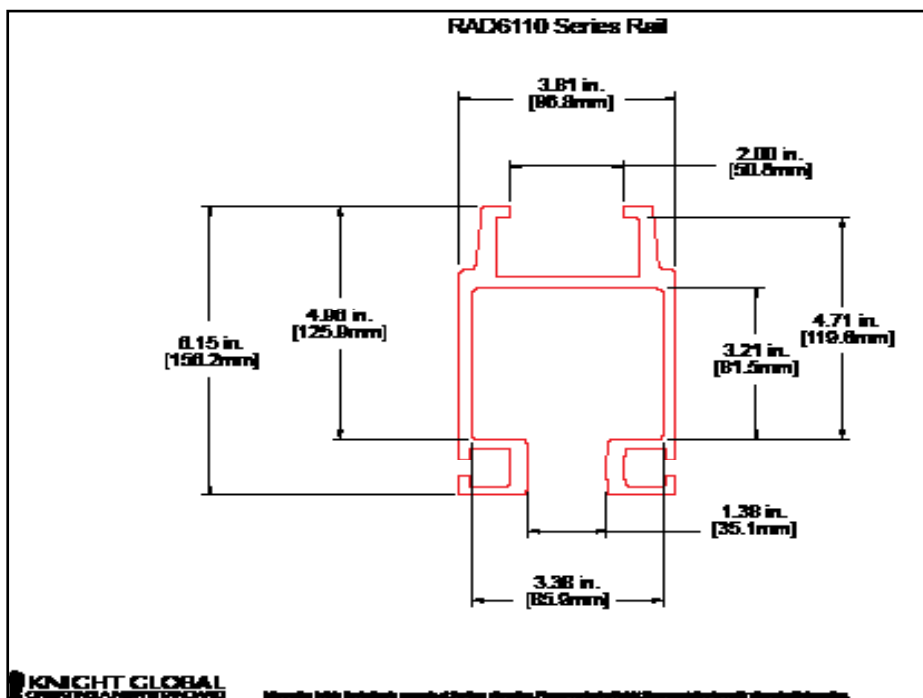 RAD6110 Series Rail
3.81 in.
[96.8mm]
2.00 in.
[50.8mm]
4.96 in.
[125.9mm]
6.15 in.
[156.2mm]
4.71 in.
[119.6mm]
3.21 in.
[81.5mm]
1.38 in.
[35.1mm]
3.38 in.
[85.9mm]
KNIGHT GLOBAL